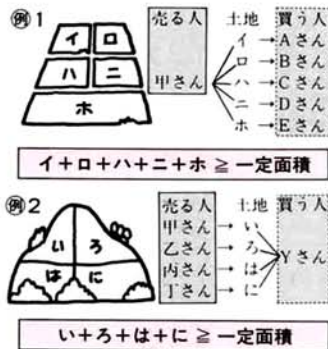 例1
売る人 土地 買う人
イ ロ
ハ ニ
ホ
甲さん
イ→Aさん
ロ→Bさん
ハ→Cさん
ニ→Dさん
ホ→Eさん
イ+ロ+ハ+ニ+ホ ≧ 一定面積
例2
売る人 土地 買う人
い ろ
は に
甲さん→い
乙さん→ろ
丙さん→は
丁さん→に
Yさん
い+ろ+は+に ≧ 一定面積